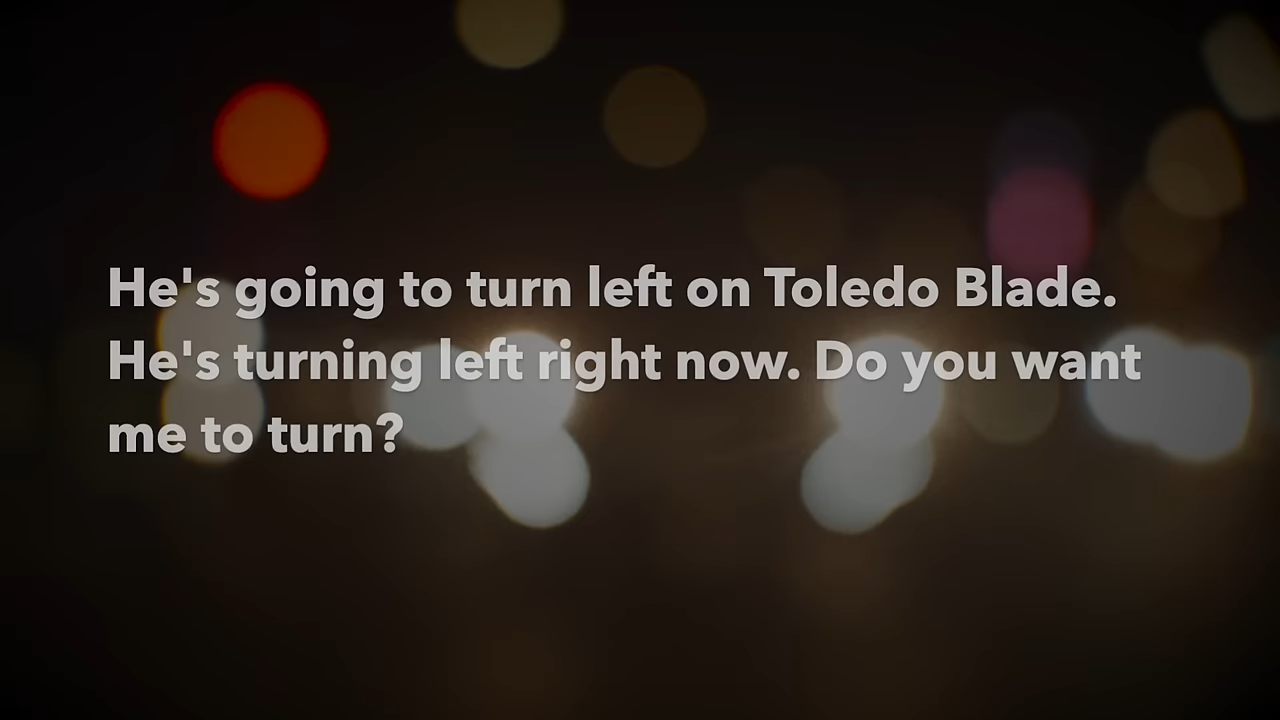 He's going to turn left on Toledo Blade.
He's turning left right now. Do you want
me to turn?